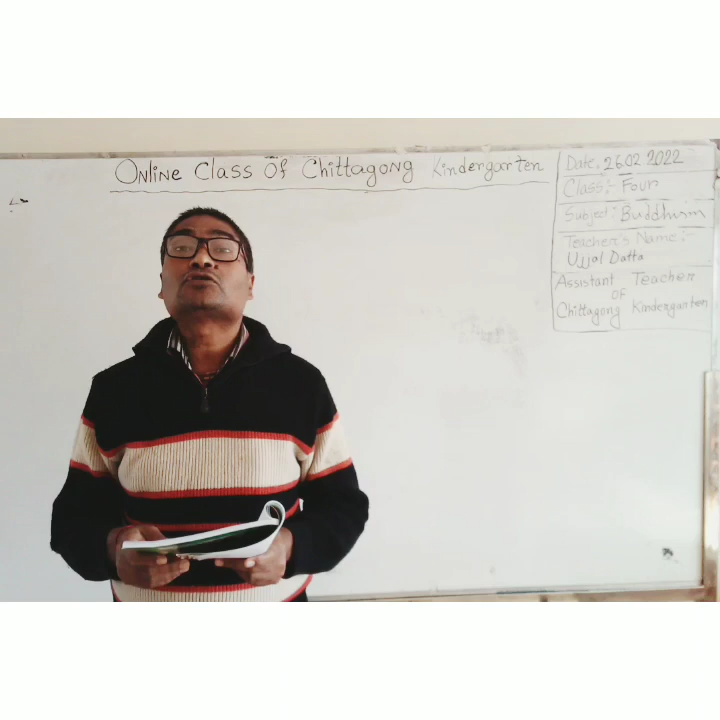 Online Class Of Chittagong Kindergarten
Date. 26.02.2022
Class:- Four
Subject:- Buddhism
Teacher's Name:-
Ujjal Datta
Assistant Teacher
OF
Chittagong Kindergarten